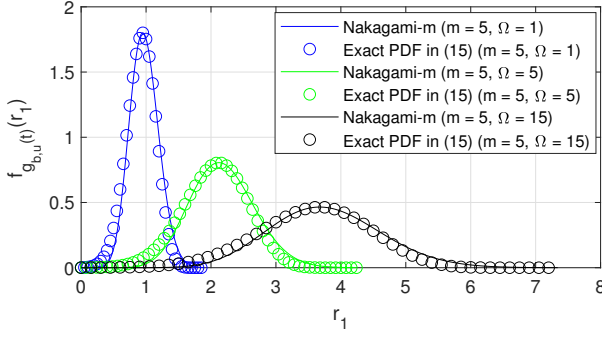 Nakagami-m (m = 5, Ω = 1)
Exact PDF in (15) (m = 5, Ω = 1)
Nakagami-m (m = 5, Ω = 5)
Exact PDF in (15) (m = 5, Ω = 5)
Nakagami-m (m = 5, Ω = 15)
Exact PDF in (15) (m = 5, Ω = 15)
f_{g_{b,u}(t)}(r_1)
2
1.5
1
0.5
0
0 1 2 3 4 5 6 7
r_1